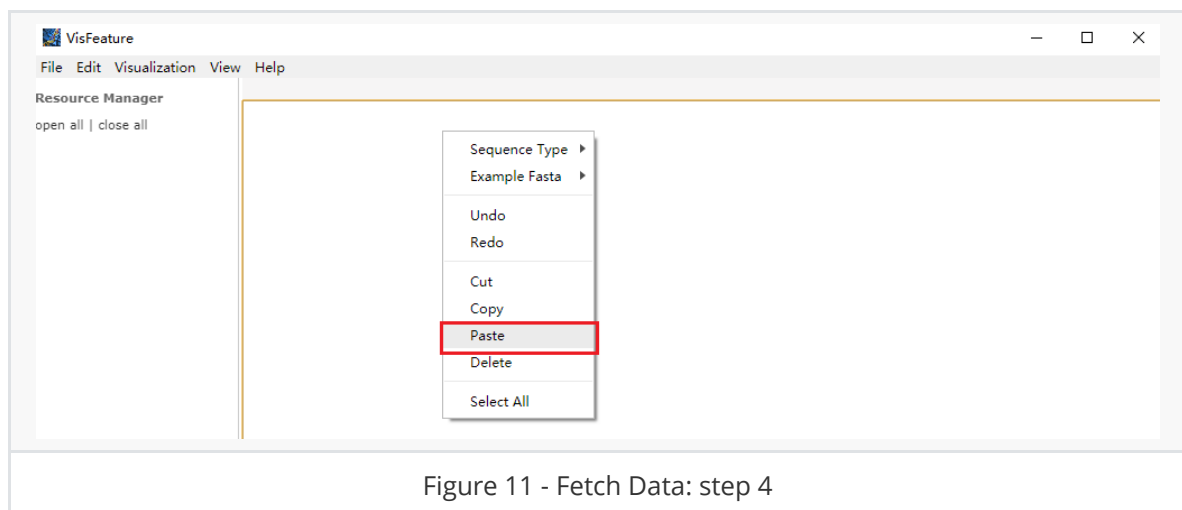 VisFeature
File Edit Visualization View Help
Resource Manager
open all | close all
Sequence Type
Example Fasta
Undo
Redo
Cut
Copy
Paste
Delete
Select All
Figure 11 - Fetch Data: step 4